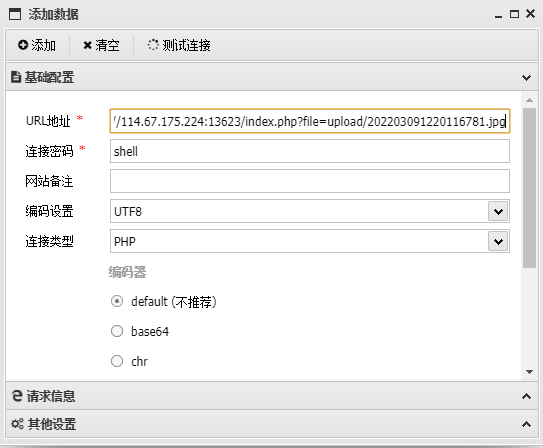 添加数据
添加 清空 测试连接
基础配置
URL地址 * //114.67.175.224:13623/index.php?file=upload/202203091220116781.jpg
连接密码 * shell
网站备注
编码设置 UTF8
连接类型 PHP
编码器
default (不推荐)
base64
chr
请求信息
其他设置